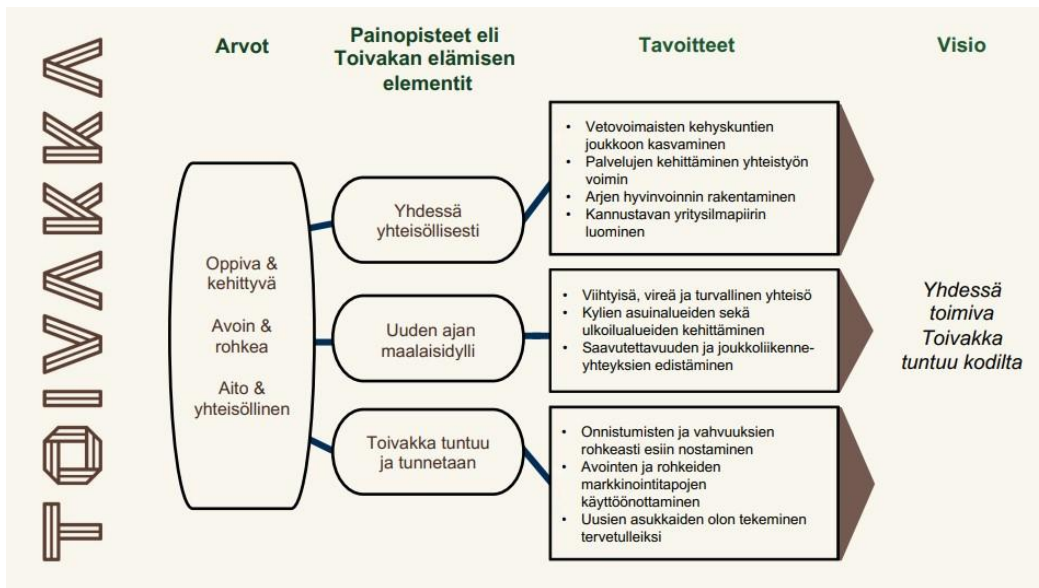 TOIVAKKA
Arvot
Painopisteet eli
Toivakan elämisen
elementit
Tavoitteet
Visio
Oppiva &
kehittyvä
Avoin &
rohkea
Aito &
yhteisöllinen
Yhdessä
yhteisöllisesti
Uuden ajan
maalaisidylli
Toivakka tuntuu
ja tunnetaan
• Vetovoimaisten kehyskuntien
joukkoon kasvaminen
• Palvelujen kehittäminen yhteistyön
voimin
• Arjen hyvinvoinnin rakentaminen
• Kannustavan yritysilmapiirin
luominen
• Viihtyisä, vireä ja turvallinen yhteisö
• Kylien asuinalueiden sekä
ulkoilualueiden kehittäminen
• Saavutettavuuden ja joukkoliikenne-
yhteyksien edistäminen
• Onnistumisten ja vahvuuksien
rohkeasti esiin nostaminen
• Avointen ja rohkeiden
markkinointitapojen
käyttöönottaminen
• Uusien asukkaiden olon tekeminen
tervetulleiksi
Yhdessä
toimiva
Toivakka
tuntuu kodilta